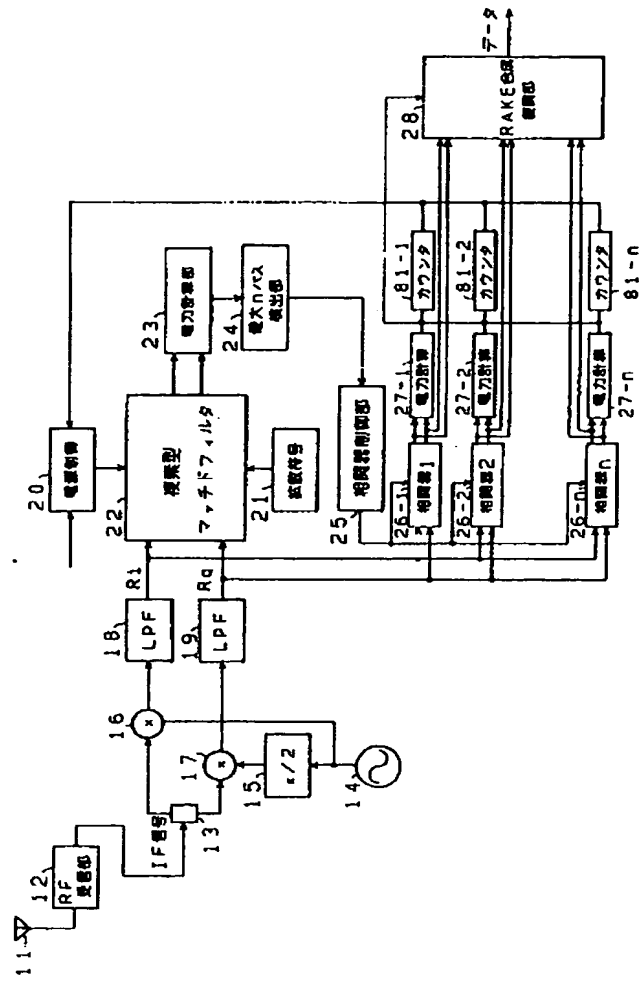 11
12
RF
受信部
IF信号
13
14
15
π/2
16
17
18
LPF
19
LPF
Ri
Rq
20
電源制御
22
複素型
マッチドフィルタ
21
拡散符号
23
電力計算部
24
最大nパス
検出部
25
相関器制御部
26-1
相関器1
26-2
相関器2
26-n
相関器n
27-1
電力計算
27-2
電力計算
電力計算
27-n
81-1
カウンタ
81-2
カウンタ
カウンタ
81-n
28
RAKE合成
復調部
データ